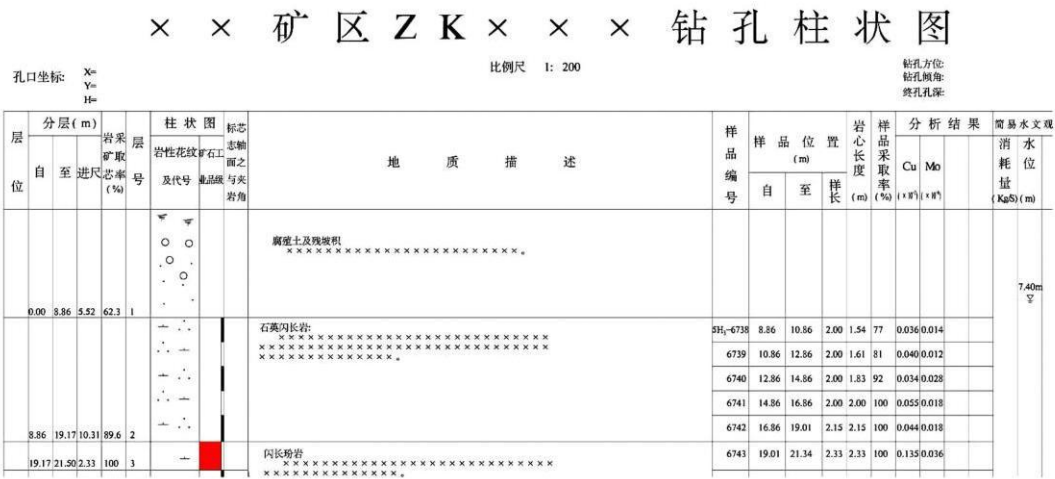 × × 矿 区 Z K × × × 钻 孔 柱 状 图
孔口坐标: X=
Y=
H=
比例尺 1: 200
钻孔方位:
钻孔倾角:
终孔孔深:
层位 分层(m) 自 至 进尺 岩矿芯采取率(%) 层号 柱状图 岩性花纹及代号 矿石工业品级 标志面与芯轴之夹角 地质描述 样品编号 样品位置(m) 自 至 样长 岩心长度(m) 样品采取率(%) 分析结果 Cu Mo 简易水文观 消耗量(Kg/S) 水位(m)
腐殖土及残坡积
× × × × × × × × × × × × × × × × × × × × × × × ×。
7.40m
0.00 8.86 5.52 62.3 1
石英闪长岩:
× × × × × × × × × × × × × × × × × × × × × × × × × × ×
× × × × × × × × × × × × × × × × × × × × × × × × × × × × ×
× × × × × × × × × × × × × ×。
5H₁-6738 8.86 10.86 2.00 1.54 77 0.036 0.014
6739 10.86 12.86 2.00 1.61 81 0.040 0.012
6740 12.86 14.86 2.00 1.83 92 0.034 0.028
6741 14.86 16.86 2.00 2.00 100 0.055 0.018
6742 16.86 19.01 2.15 2.15 100 0.044 0.018
8.86 19.17 10.31 89.6 2
闪长玢岩
× × × × × × × × × × × × × × × × × × × × × × × × × × ×
× × × × × × × × × × × × × ×。
6743 19.01 21.34 2.33 2.33 100 0.135 0.036
19.17 21.50 2.33 100 3